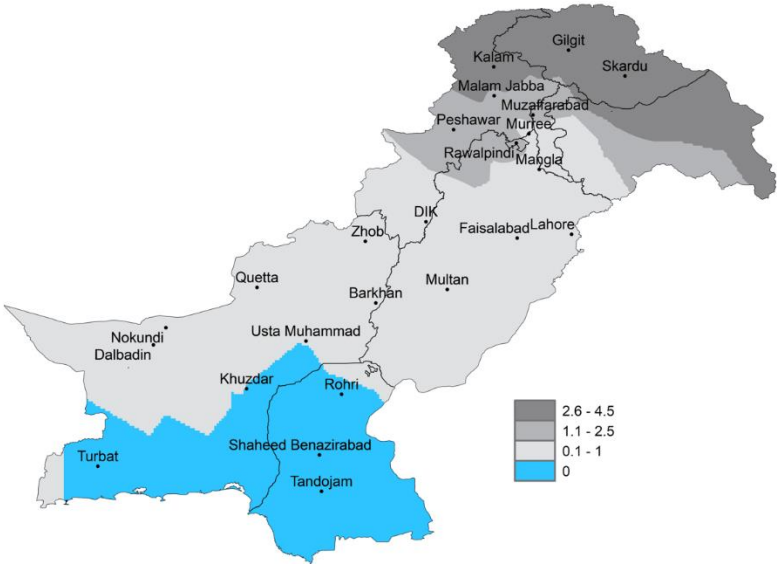 Gilgit
Kalam
Skardu
Malam Jabba
Muzaffarabad
Peshawar
Murree
Rawalpindi
Mangla
DIK
Zhob
Faisalabad
Lahore
Quetta
Multan
Barkhan
Nokundi
Usta Muhammad
Dalbadin
Khuzdar
Rohri
2.6 - 4.5
1.1 - 2.5
0.1 - 1
0
Shaheed Benazirabad
Turbat
Tandojam